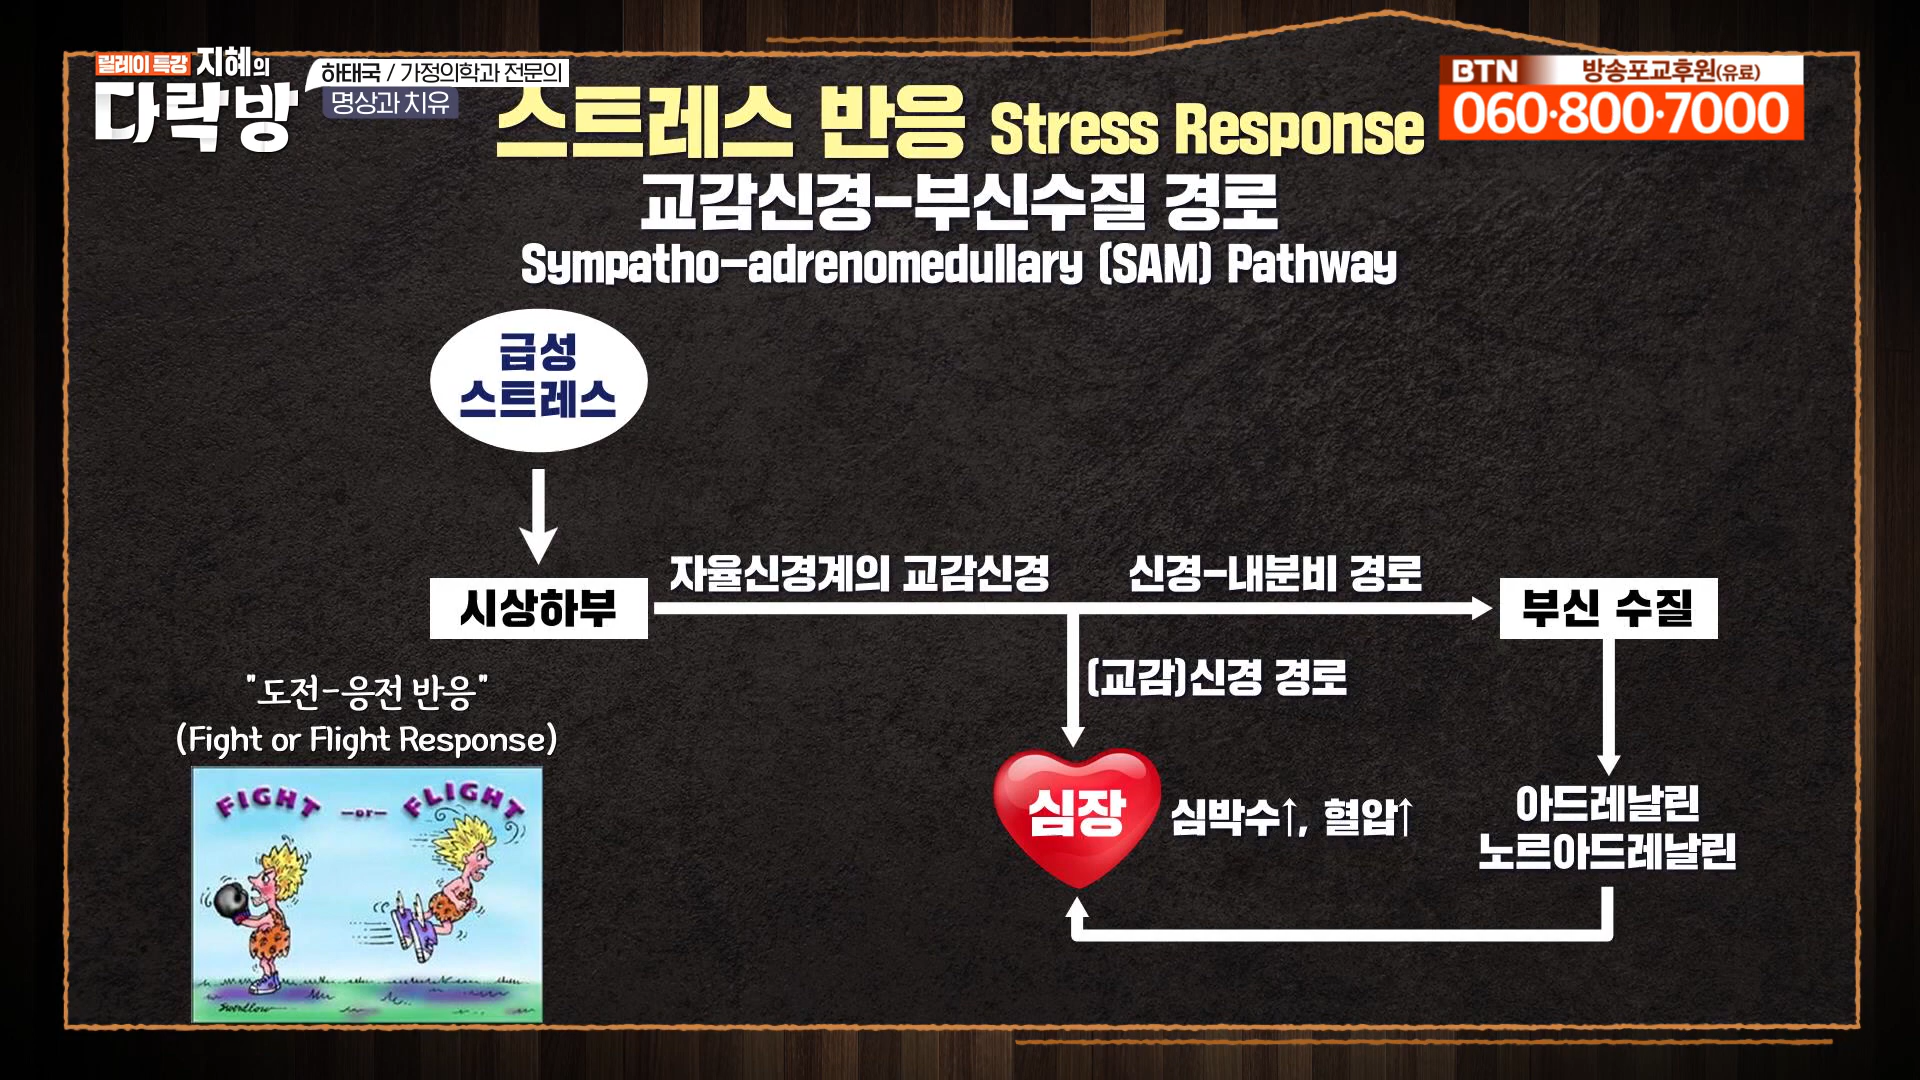 릴레이 특강 지혜의
다락방
하태국 / 가정의학과 전문의
명상과 치유
BTN 방송포교후원(유료)
060·800·7000
스트레스 반응 Stress Response
교감신경-부신수질 경로
Sympatho-adrenomedullary (SAM) Pathway
급성
스트레스
시상하부
자율신경계의 교감신경
신경-내분비 경로
부신 수질
(교감)신경 경로
심장
심박수↑, 혈압↑
아드레날린
노르아드레날린
"도전-응전 반응"
(Fight or Flight Response)
FIGHT -or- FLIGHT
Swallow